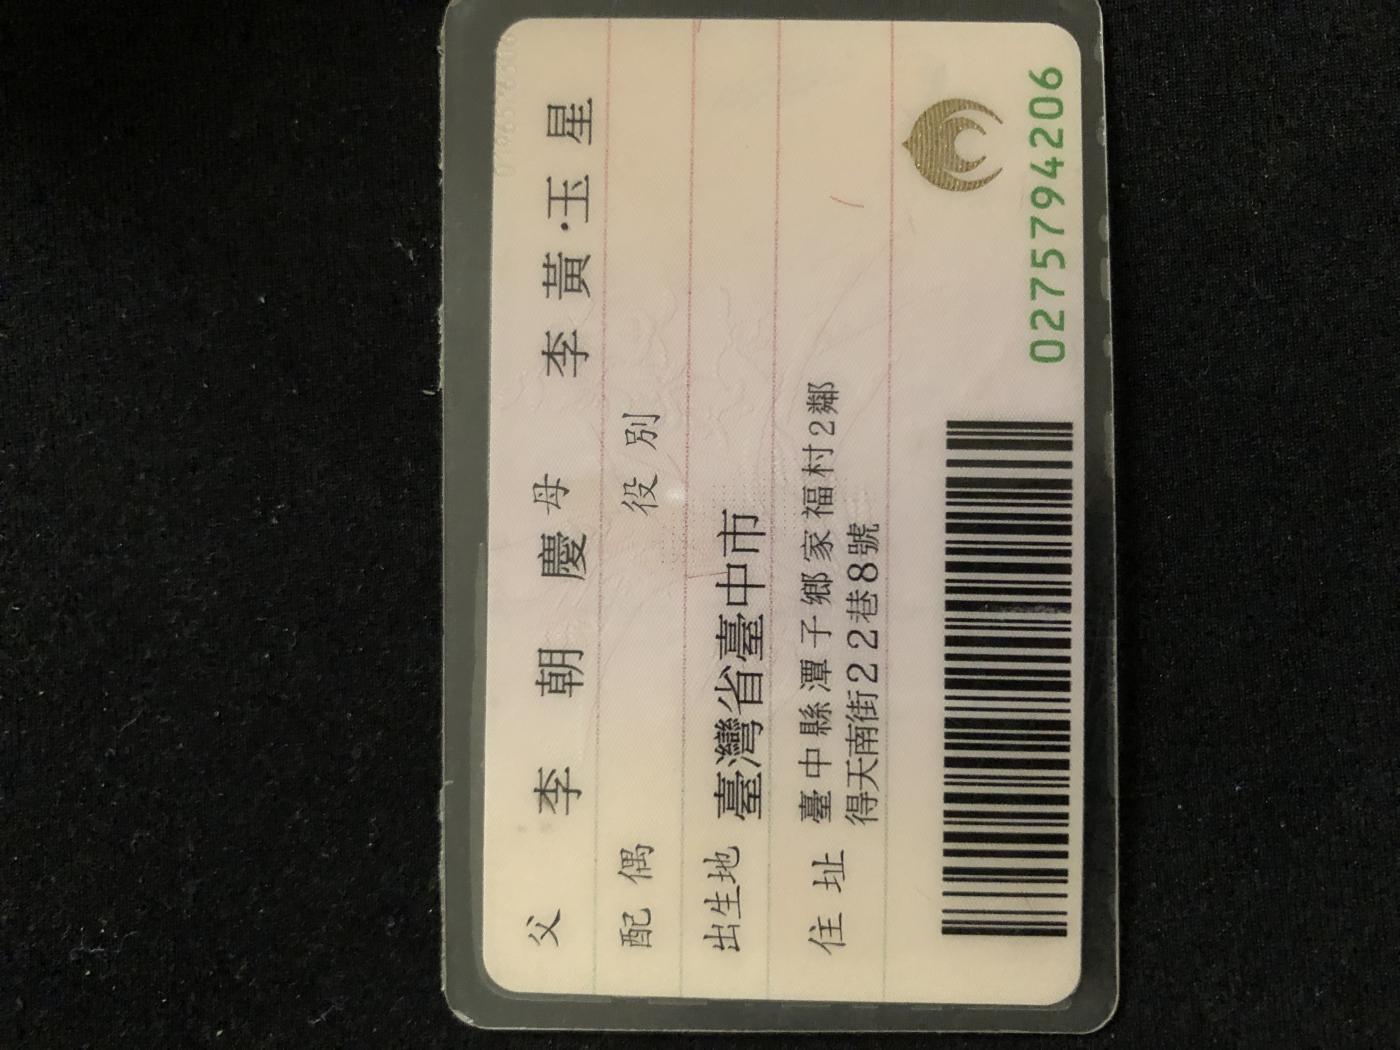 父 李朝慶 母 李黃·玉星
配偶 役別
出生地 臺灣省臺中市
住址 臺中縣潭子鄉家福村2鄰
得天南街22巷8號
0275794206